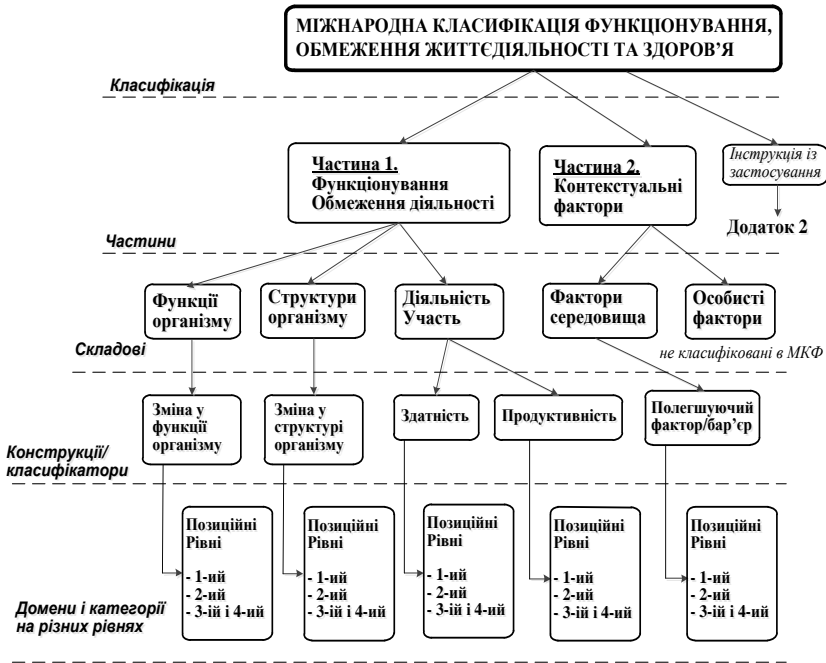 МІЖНАРОДНА КЛАСИФІКАЦІЯ ФУНКЦІОНУВАННЯ,
ОБМЕЖЕННЯ ЖИТТЄДІЯЛЬНОСТІ ТА ЗДОРОВ'Я
Класифікація
Частина 1.
Функціонування
Обмеження діяльності
Частина 2.
Контекстуальні
фактори
Інструкція із
застосування
Додаток 2
Частини
Функції
організму
Структури
організму
Діяльність
Участь
Фактори
середовища
Особисті
фактори
Складові
не класифіковані в МКФ
Зміна у
функції
організму
Зміна у
структурі
організму
Здатність
Продуктивність
Полегшуючий
фактор/бар'єр
Конструкції/
класифікатори
Позиційні
Рівні
- 1-ий
- 2-ий
- 3-ій і 4-ий
Позиційні
Рівні
- 1-ий
- 2-ий
- 3-ій і 4-ий
Позиційні
Рівні
- 1-ий
- 2-ий
- 3-ій і 4-ий
Позиційні
Рівні
- 1-ий
- 2-ий
- 3-ій і 4-ий
Позиційні
Рівні
- 1-ий
- 2-ий
- 3-ій і 4-ий
Домени і категорії
на різних рівнях